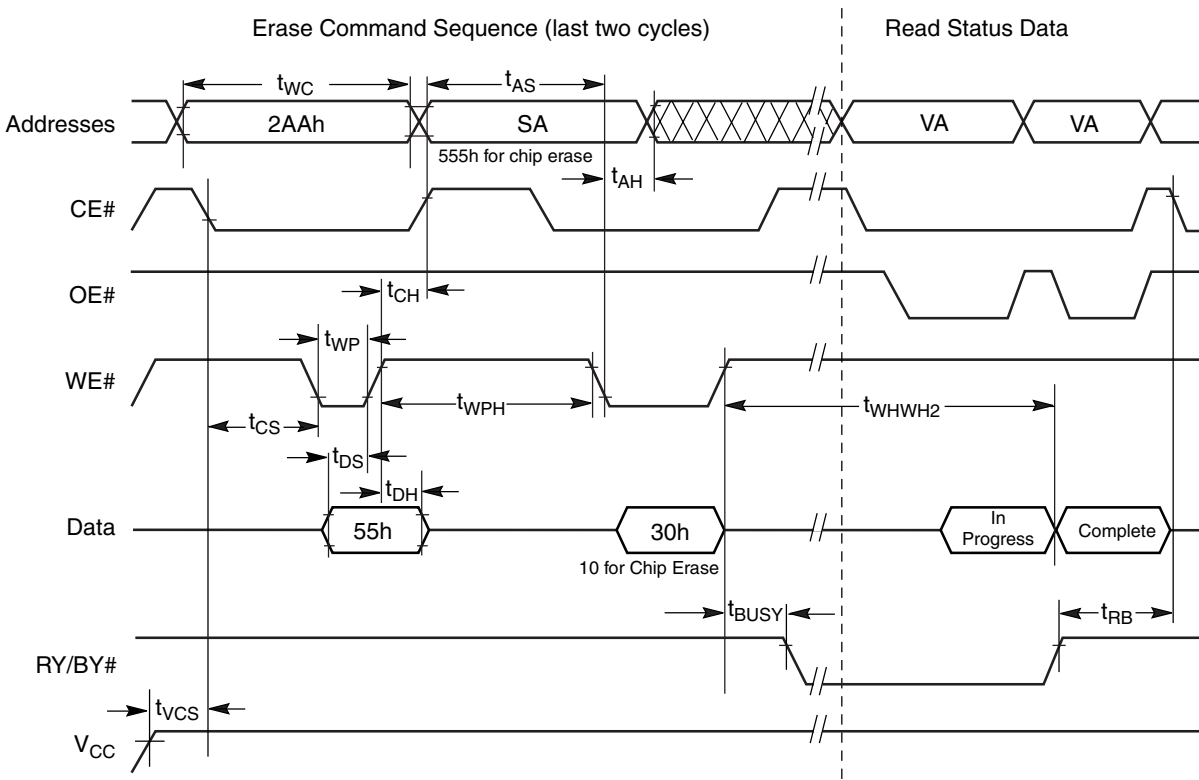 Erase Command Sequence (last two cycles)
Read Status Data
tWC
tAS
Addresses
2AAh
SA
VA
VA
555h for chip erase
tAH
CE#
OE#
tCH
tWP
WE#
tWPH
tWHWH2
tCS
tDS
tDH
Data
55h
30h
In
Progress
Complete
10 for Chip Erase
tBUSY
tRB
RY/BY#
tVCS
VCC